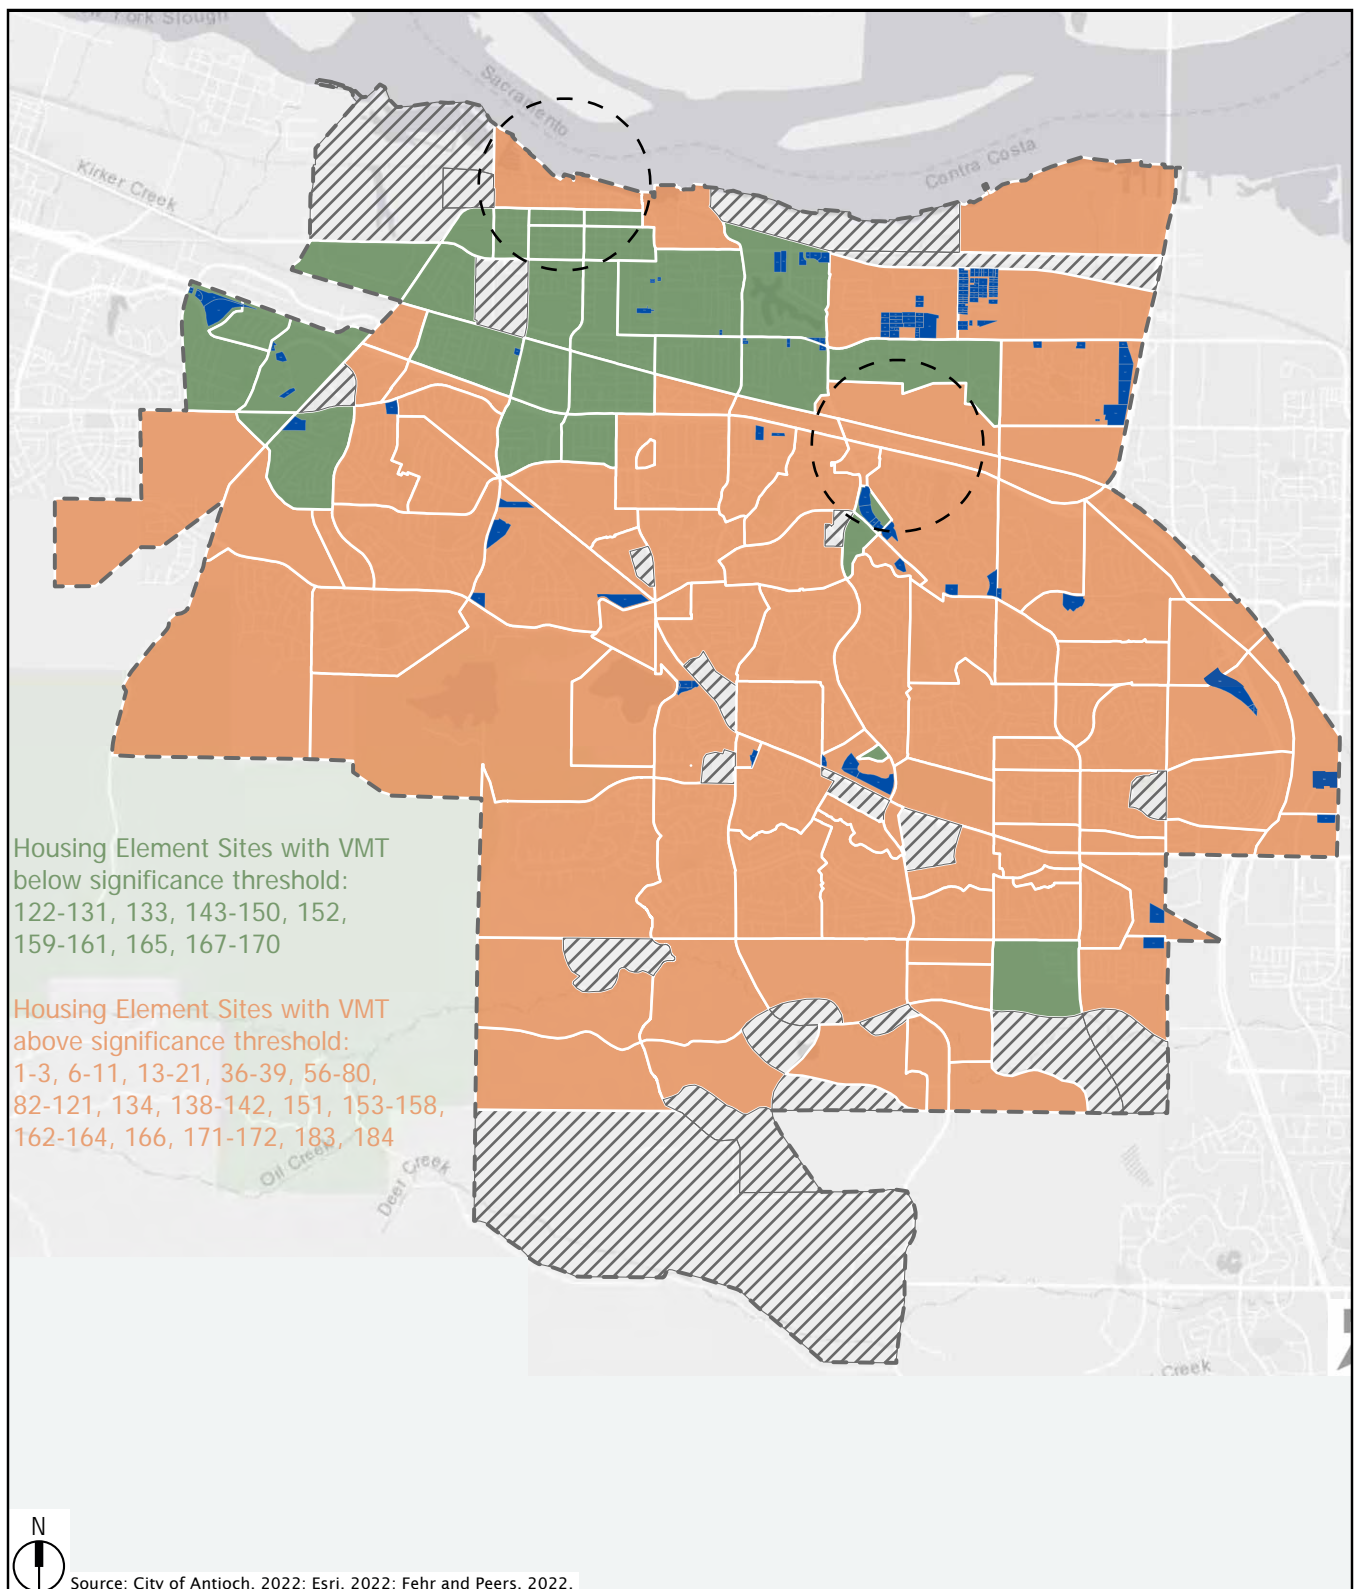 York Slough
Sacramento
Contra Costa
Kirker Creek
Housing Element Sites with VMT
below significance threshold:
122-131, 133, 143-150, 152,
159-161, 165, 167-170
Housing Element Sites with VMT
above significance threshold:
1-3, 6-11, 13-21, 36-39, 56-80,
82-121, 134, 138-142, 151, 153-158,
162-164, 166, 171-172, 183, 184
Oil Creek
Deer Creek
Creek
N
Source: City of Antioch, 2022; Esri, 2022; Fehr and Peers, 2022.